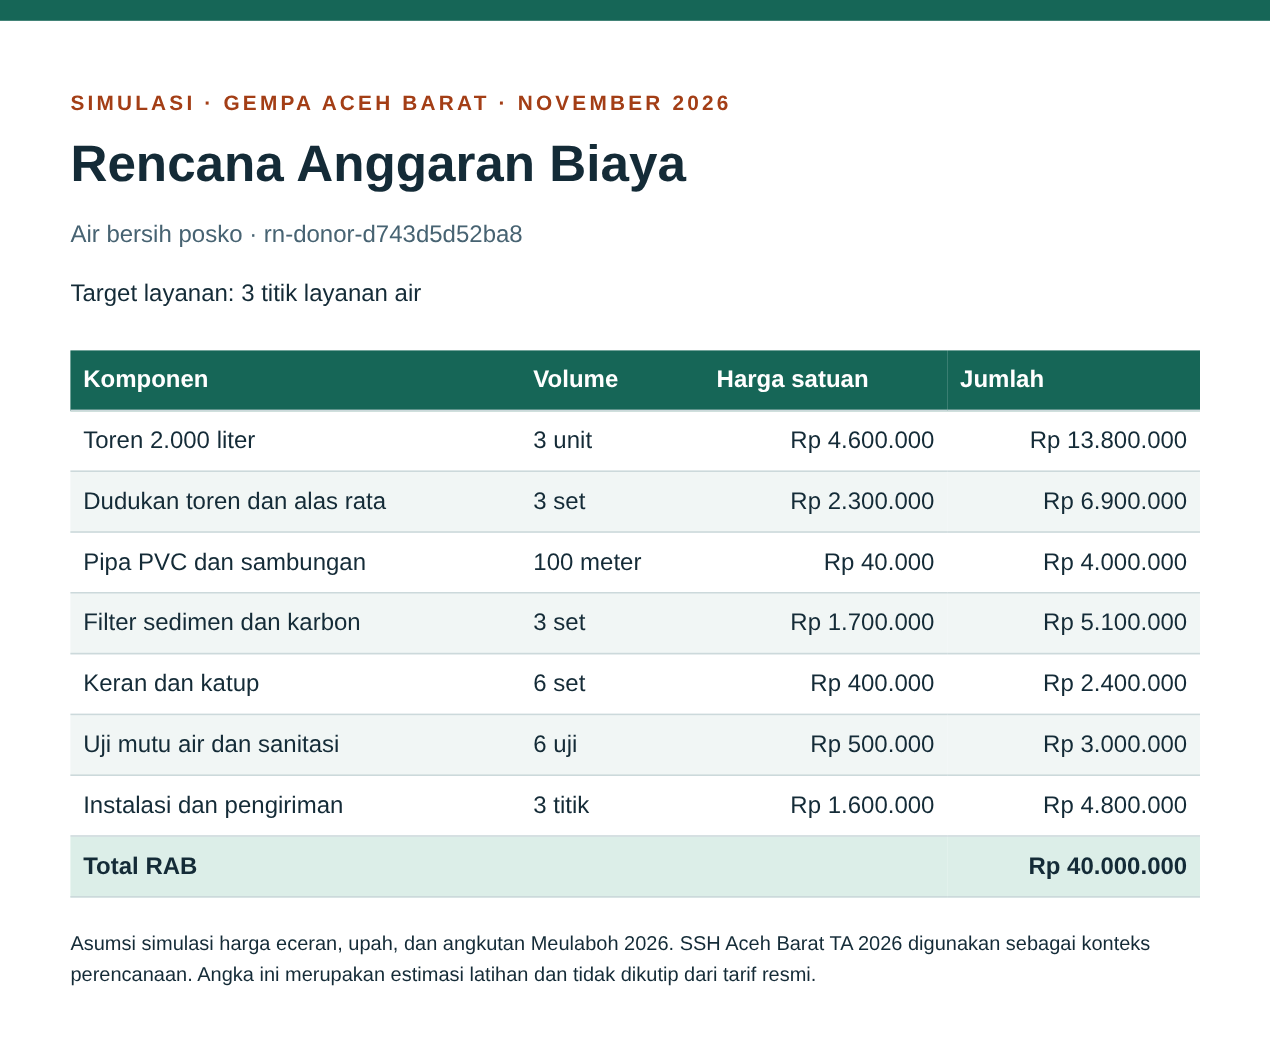 SIMULASI · GEMPA ACEH BARAT · NOVEMBER 2026
Rencana Anggaran Biaya
Air bersih posko · rn-donor-d743d5d52ba8
Target layanan: 3 titik layanan air
Komponen Volume Harga satuan Jumlah
Toren 2.000 liter 3 unit Rp 4.600.000 Rp 13.800.000
Dudukan toren dan alas rata 3 set Rp 2.300.000 Rp 6.900.000
Pipa PVC dan sambungan 100 meter Rp 40.000 Rp 4.000.000
Filter sedimen dan karbon 3 set Rp 1.700.000 Rp 5.100.000
Keran dan katup 6 set Rp 400.000 Rp 2.400.000
Uji mutu air dan sanitasi 6 uji Rp 500.000 Rp 3.000.000
Instalasi dan pengiriman 3 titik Rp 1.600.000 Rp 4.800.000
Total RAB Rp 40.000.000
Asumsi simulasi harga eceran, upah, dan angkutan Meulaboh 2026. SSH Aceh Barat TA 2026 digunakan sebagai konteks
perencanaan. Angka ini merupakan estimasi latihan dan tidak dikutip dari tarif resmi.